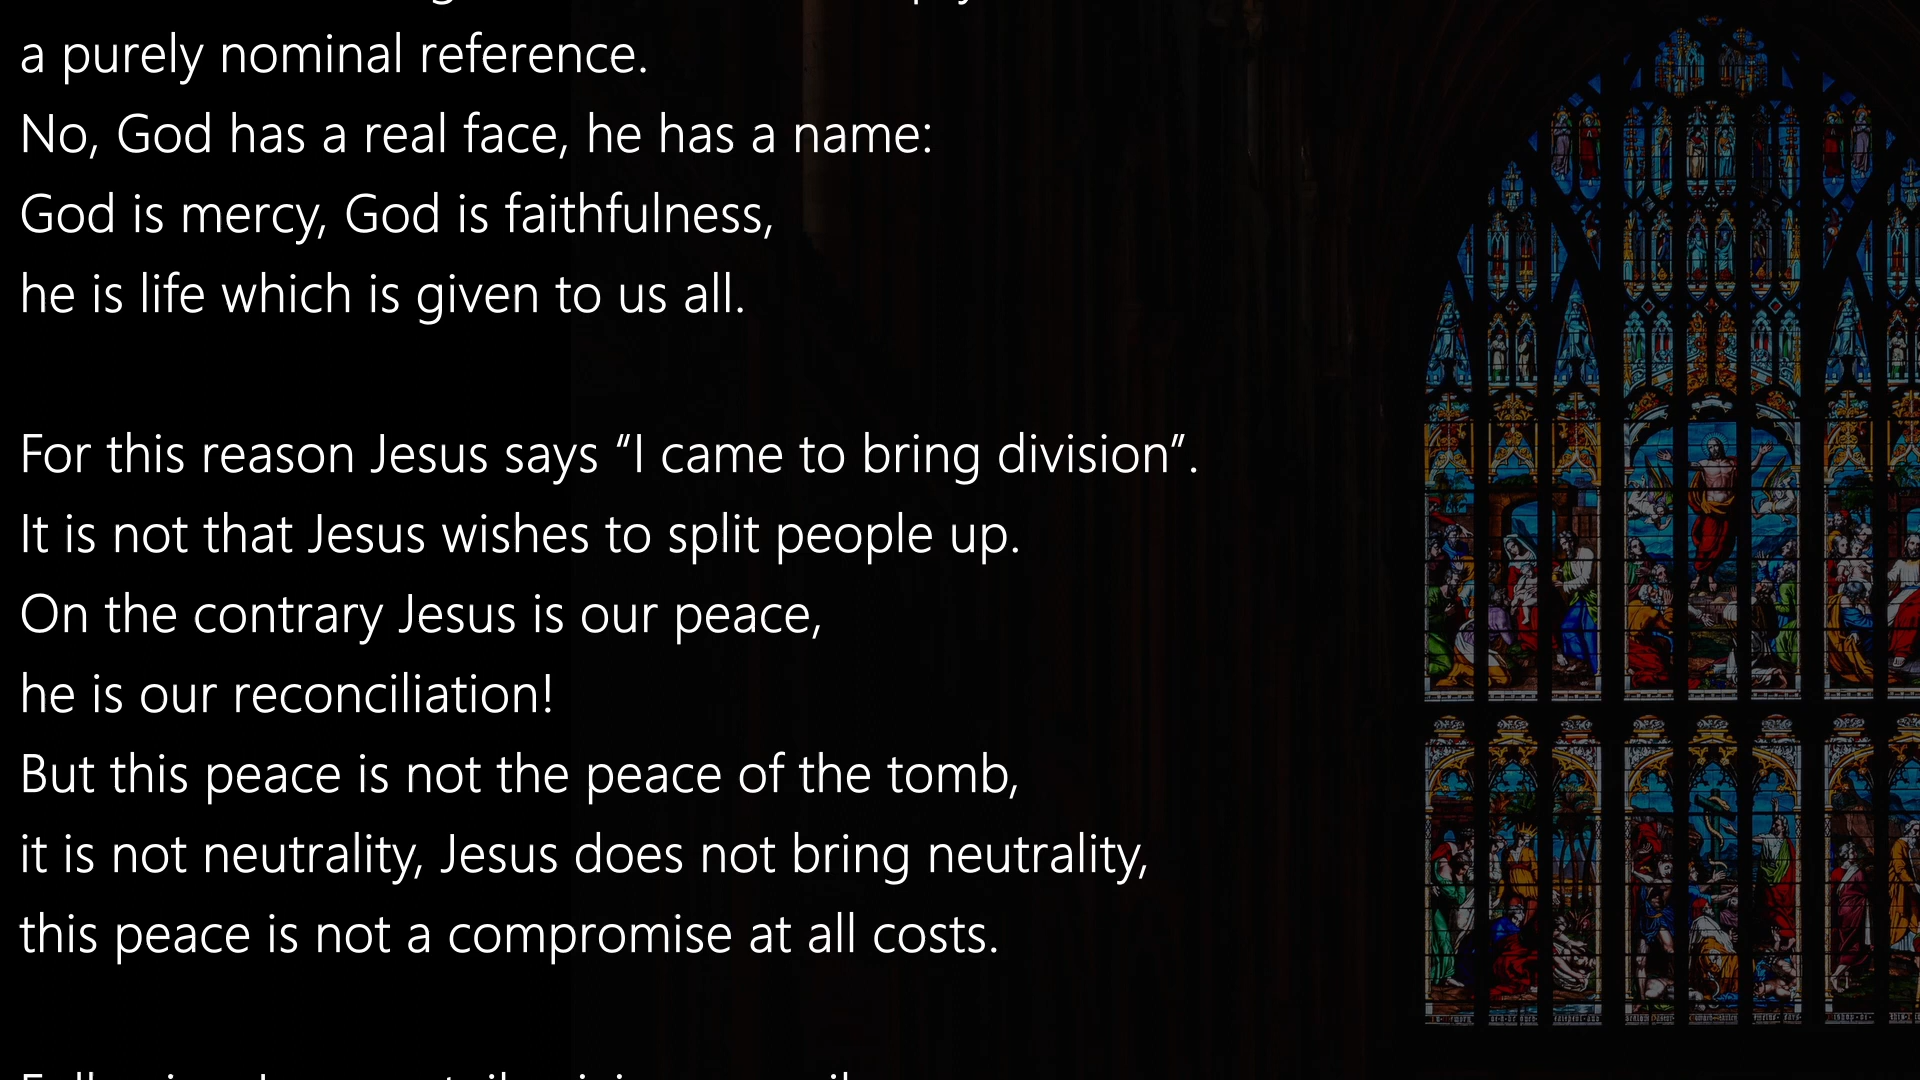 a purely nominal reference.
No, God has a real face, he has a name:
God is mercy, God is faithfulness,
he is life which is given to us all.
For this reason Jesus says “I came to bring division”.
It is not that Jesus wishes to split people up.
On the contrary Jesus is our peace,
he is our reconciliation!
But this peace is not the peace of the tomb,
it is not neutrality, Jesus does not bring neutrality,
this peace is not a compromise at all costs.